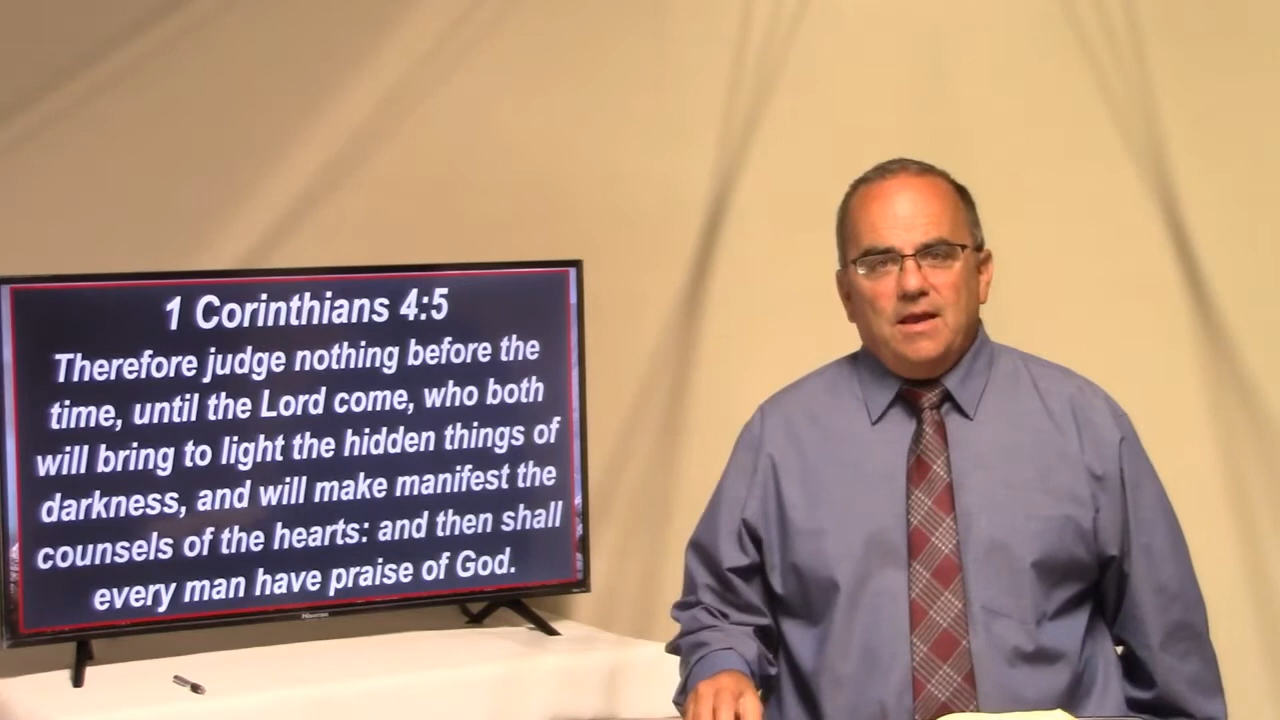 1 Corinthians 4:5
Therefore judge nothing before the
time, until the Lord come, who both
will bring to light the hidden things of
darkness, and will make manifest the
counsels of the hearts: and then shall
every man have praise of God.
Hisense